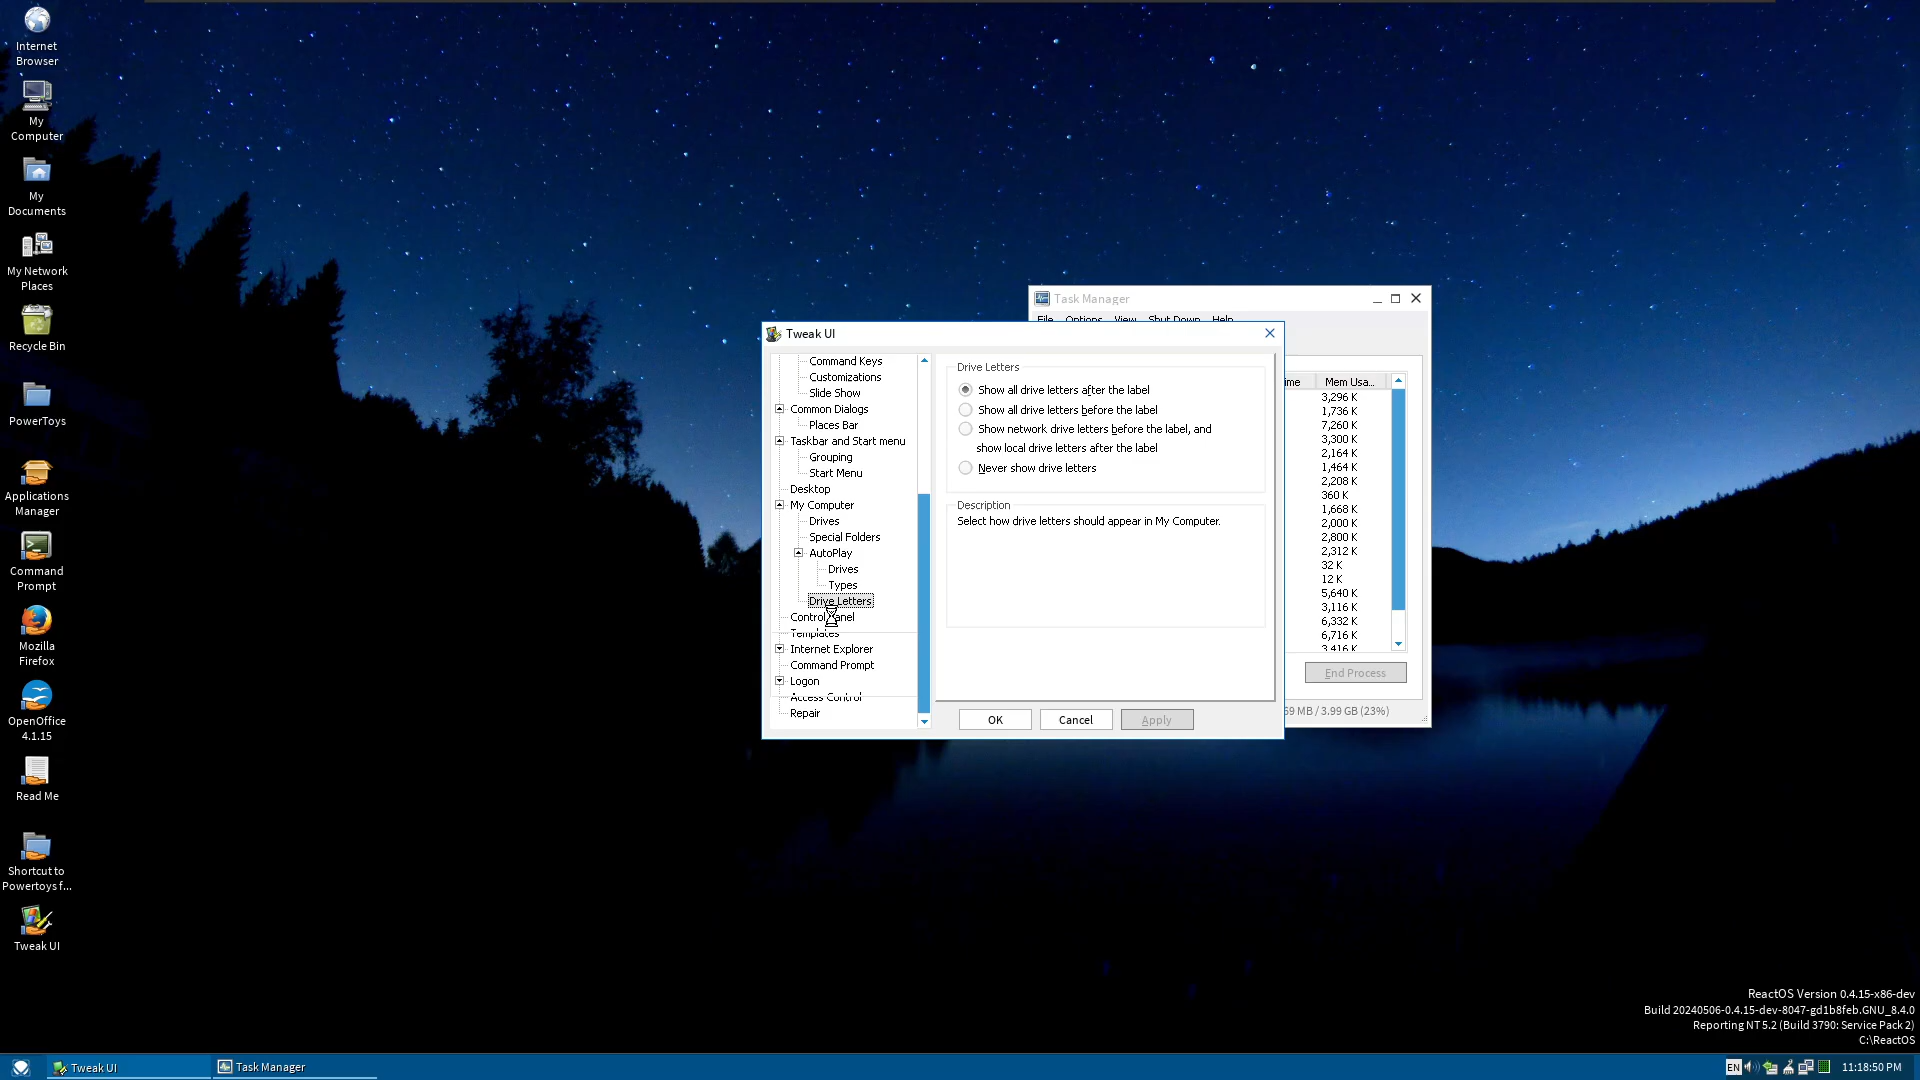 Internet
Browser
My
Computer
My
Documents
My Network
Places
Recycle Bin
PowerToys
Applications
Manager
Command
Prompt
Mozilla
Firefox
OpenOffice
4.1.15
Read Me
Shortcut to
Powertoys f...
Tweak UI
Task Manager
File Options View Shut Down Help
Tweak UI
Command Keys
Customizations
Slide Show
Common Dialogs
Places Bar
Taskbar and Start menu
Grouping
Start Menu
Desktop
My Computer
Drives
Special Folders
AutoPlay
Drives
Types
Drive Letters
Control Panel
Templates
Internet Explorer
Command Prompt
Logon
Access Control
Repair
Drive Letters
Show all drive letters after the label
Show all drive letters before the label
Show network drive letters before the label, and
show local drive letters after the label
Never show drive letters
Description
Select how drive letters should appear in My Computer.
OK
Cancel
Apply
ime
Mem Usa...
3,296 K
1,736 K
7,260 K
3,300 K
2,164 K
1,464 K
2,208 K
360 K
1,668 K
2,000 K
2,800 K
2,312 K
32 K
12 K
5,640 K
3,116 K
6,332 K
6,716 K
3,416 K
End Process
69 MB / 3.99 GB (23%)
ReactOS Version 0.4.15-x86-dev
Build 20240506-0.4.15-dev-8047-gd1b8feb.GNU_8.4.0
Reporting NT 5.2 (Build 3790: Service Pack 2)
C:\ReactOS
Tweak UI
Task Manager
EN
11:18:50 PM